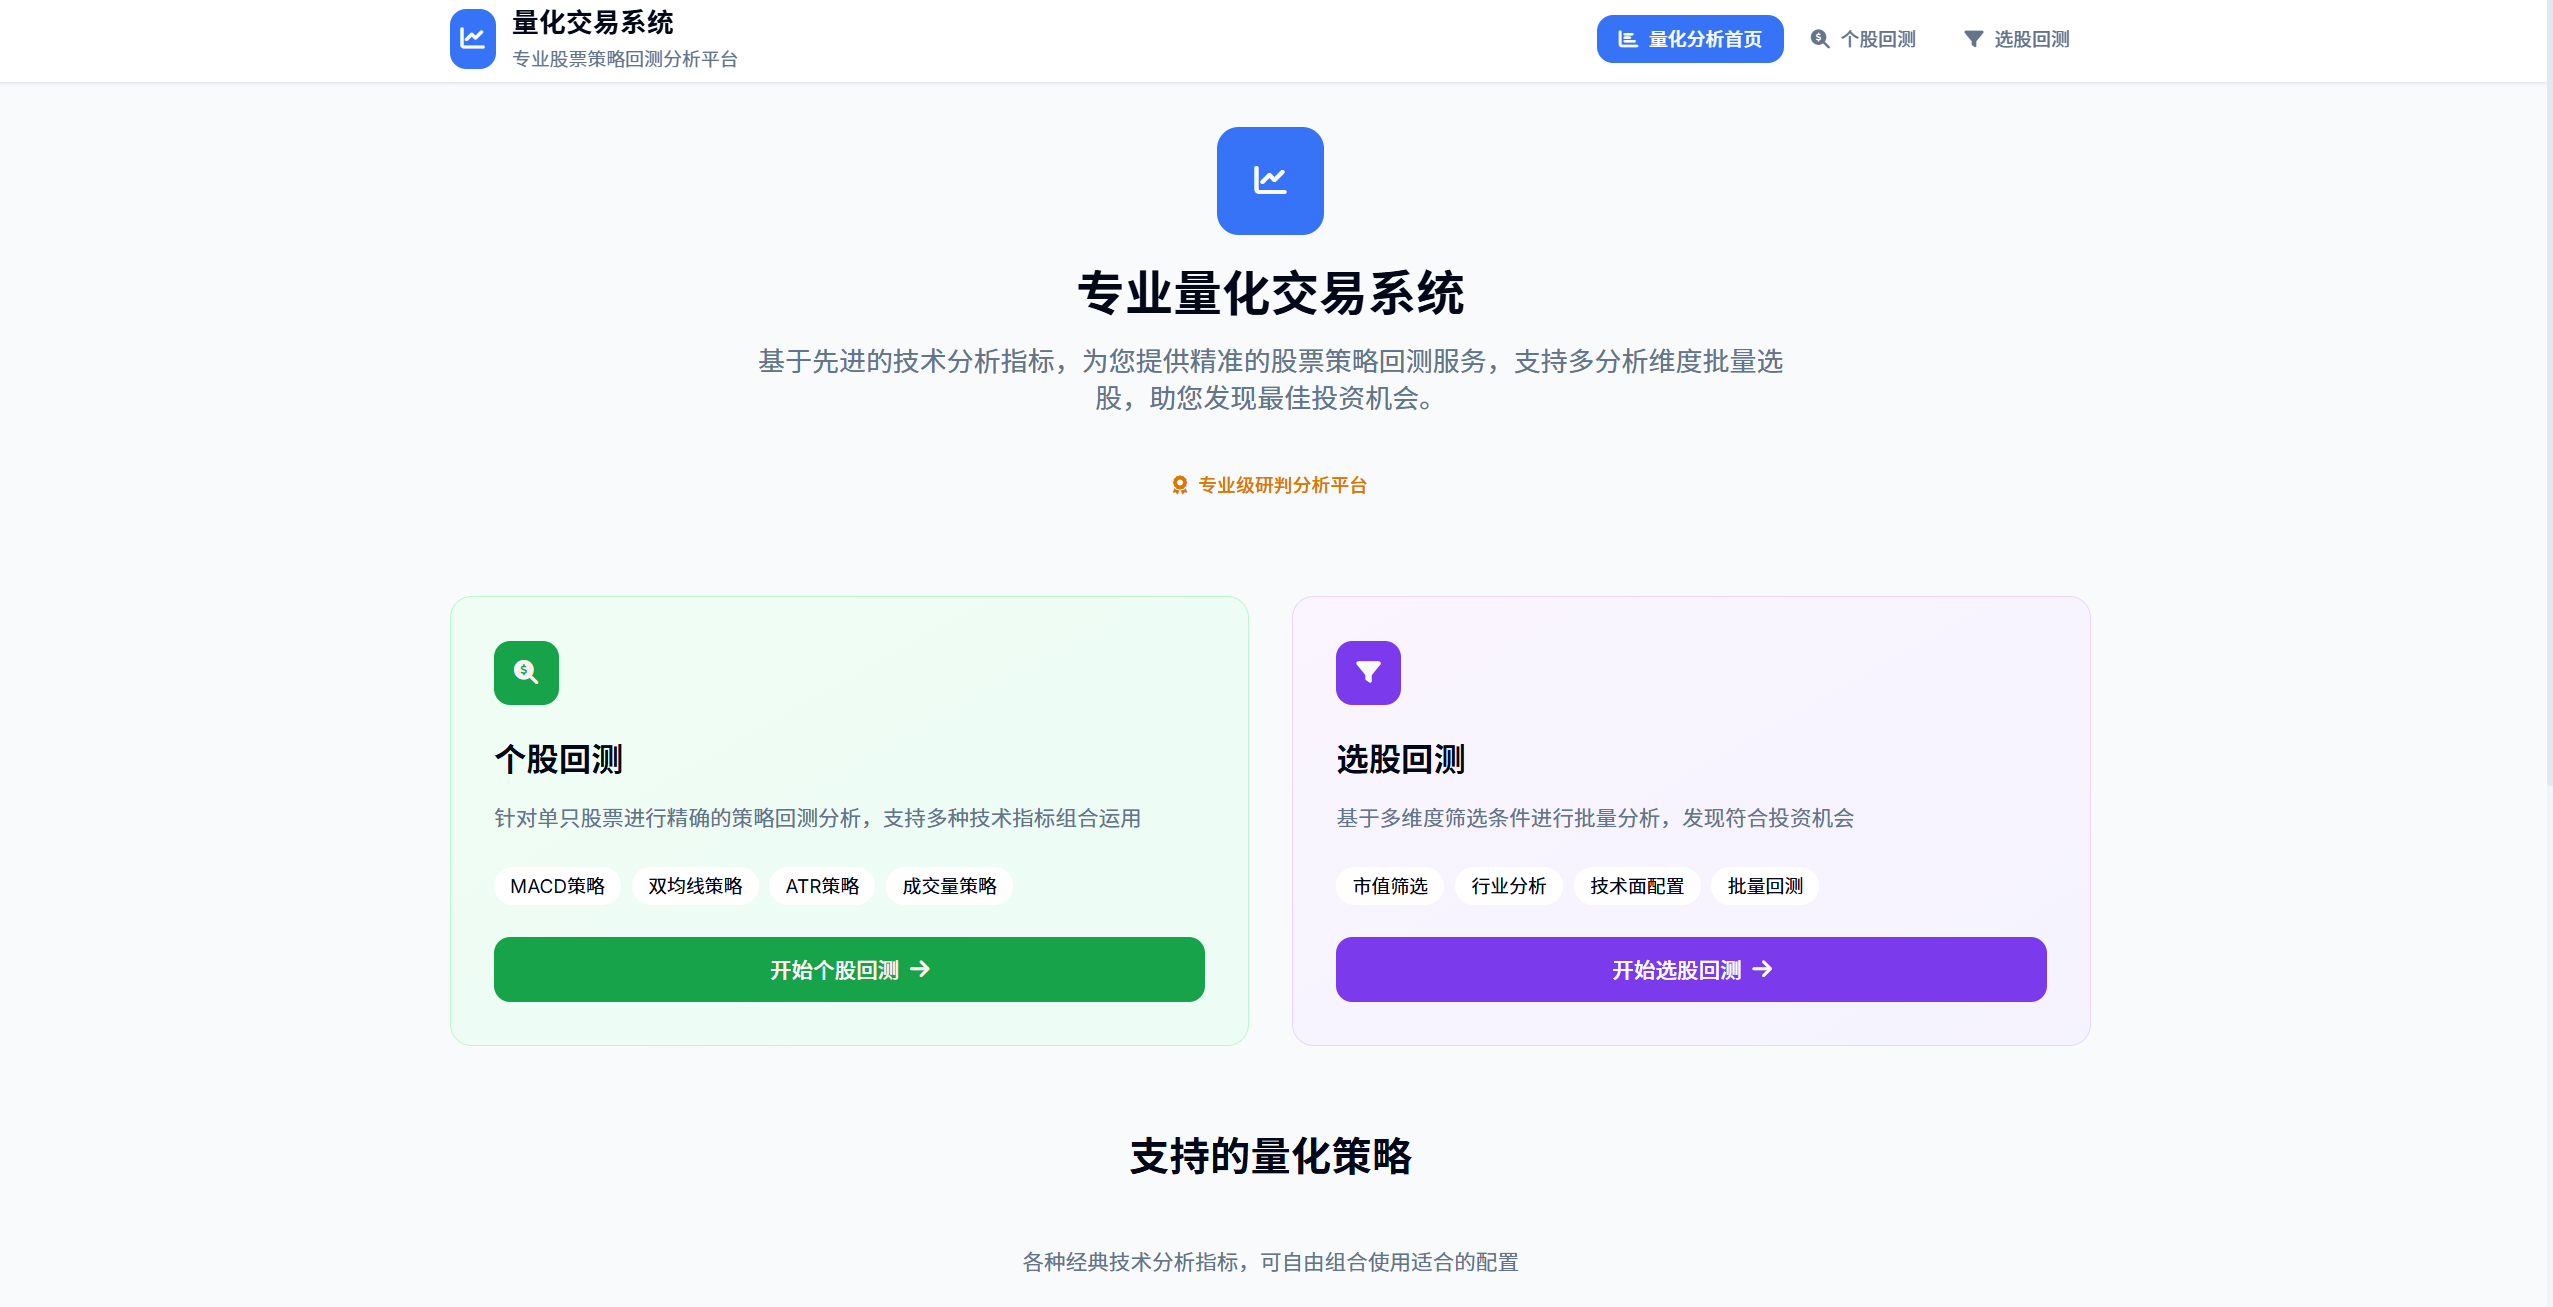 量化交易系统
专业股票策略回测分析平台
量化分析首页
个股回测
选股回测
专业量化交易系统
基于先进的技术分析指标，为您提供精准的股票策略回测服务，支持多分析维度批量选
股，助您发现最佳投资机会。
专业级研判分析平台
个股回测
针对单只股票进行精确的策略回测分析，支持多种技术指标组合运用
MACD策略 双均线策略 ATR策略 成交量策略
开始个股回测
选股回测
基于多维度筛选条件进行批量分析，发现符合投资机会
市值筛选 行业分析 技术面配置 批量回测
开始选股回测
支持的量化策略
各种经典技术分析指标，可自由组合使用适合的配置